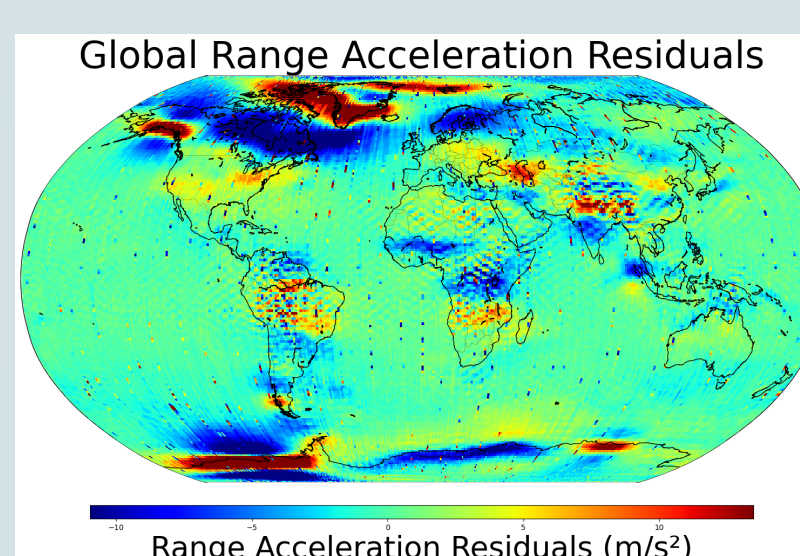 Global Range Acceleration Residuals
−10 −5 0 5 10
Range Acceleration Residuals (m/s²)